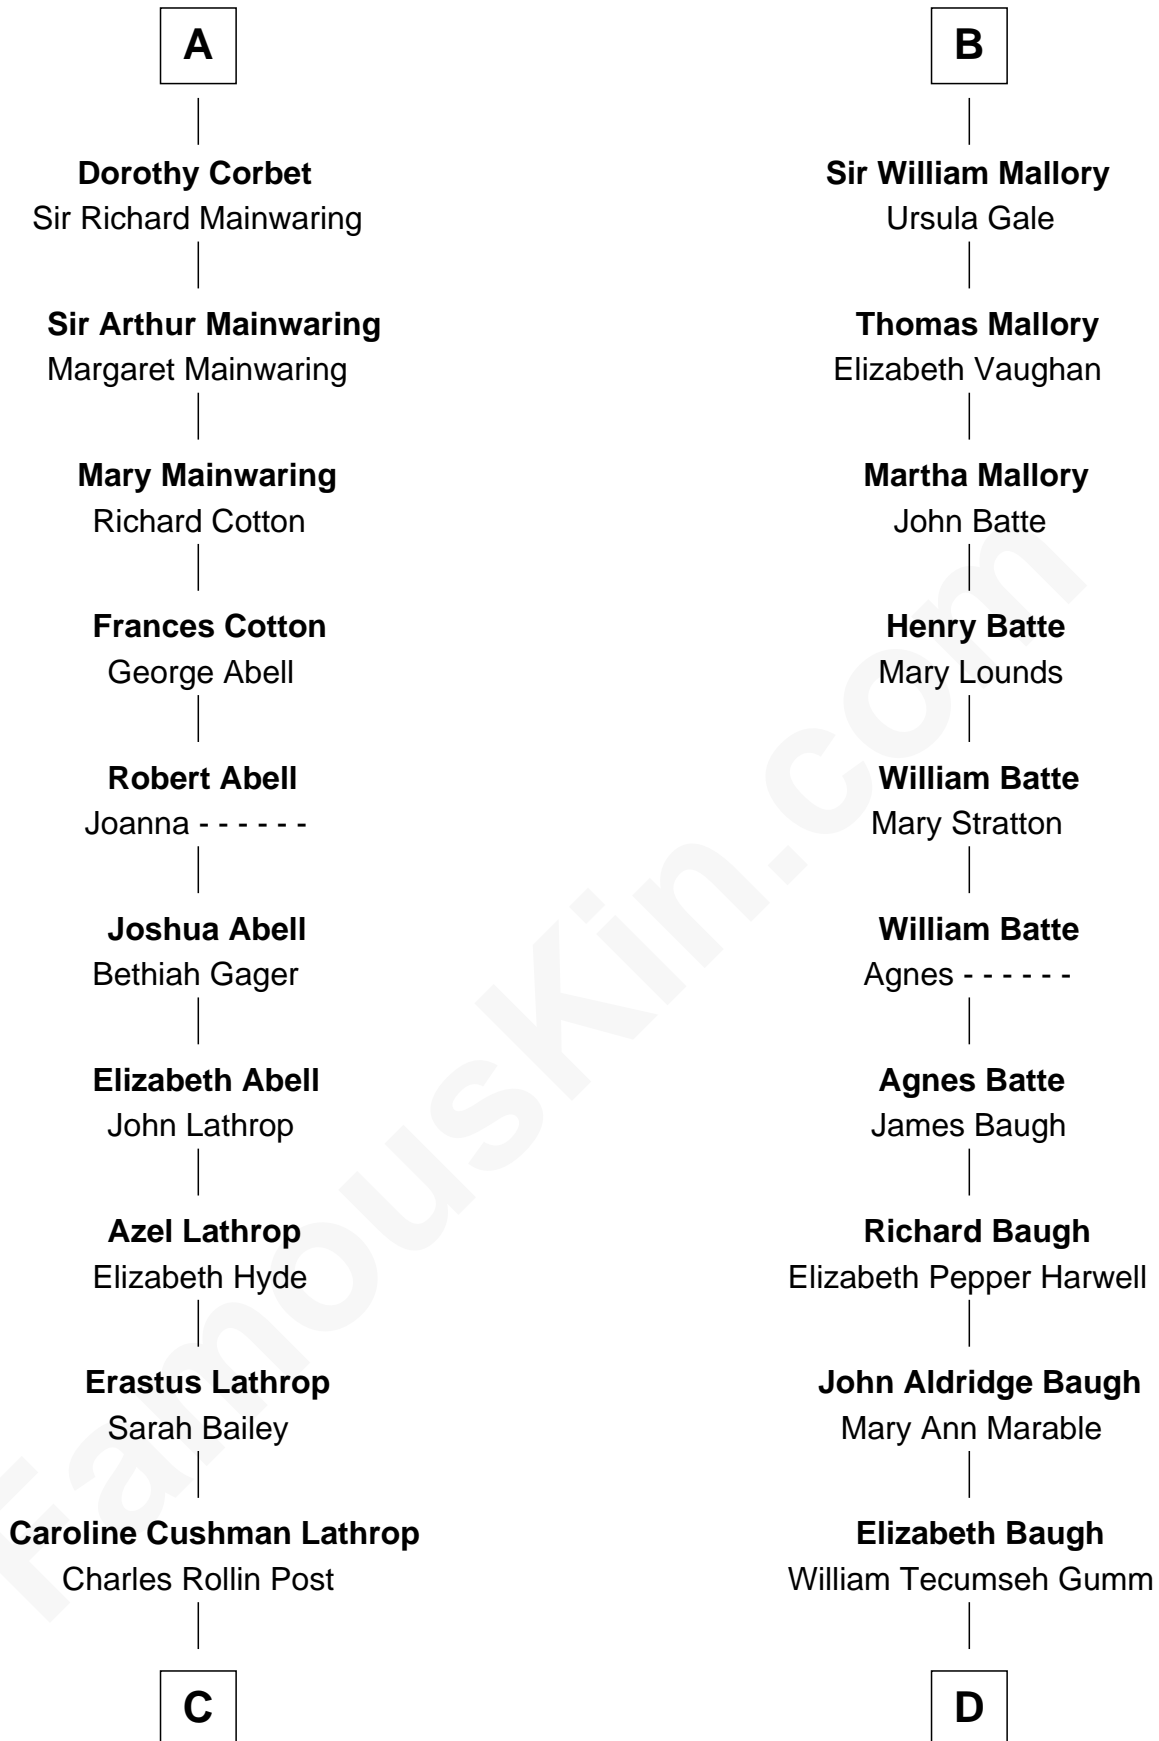 A
Dorothy Corbet
Sir Richard Mainwaring
Sir Arthur Mainwaring
Margaret Mainwaring
Mary Mainwaring
Richard Cotton
Frances Cotton
George Abell
Robert Abell
Joanna - - - - - -
Joshua Abell
Bethiah Gager
Elizabeth Abell
John Lathrop
Azel Lathrop
Elizabeth Hyde
Erastus Lathrop
Sarah Bailey
Caroline Cushman Lathrop
Charles Rollin Post
C
B
Sir William Mallory
Ursula Gale
Thomas Mallory
Elizabeth Vaughan
Martha Mallory
John Batte
Henry Batte
Mary Lounds
William Batte
Mary Stratton
William Batte
Agnes - - - - - -
Agnes Batte
James Baugh
Richard Baugh
Elizabeth Pepper Harwell
John Aldridge Baugh
Mary Ann Marable
Elizabeth Baugh
William Tecumseh Gumm
D
FamousKin.com